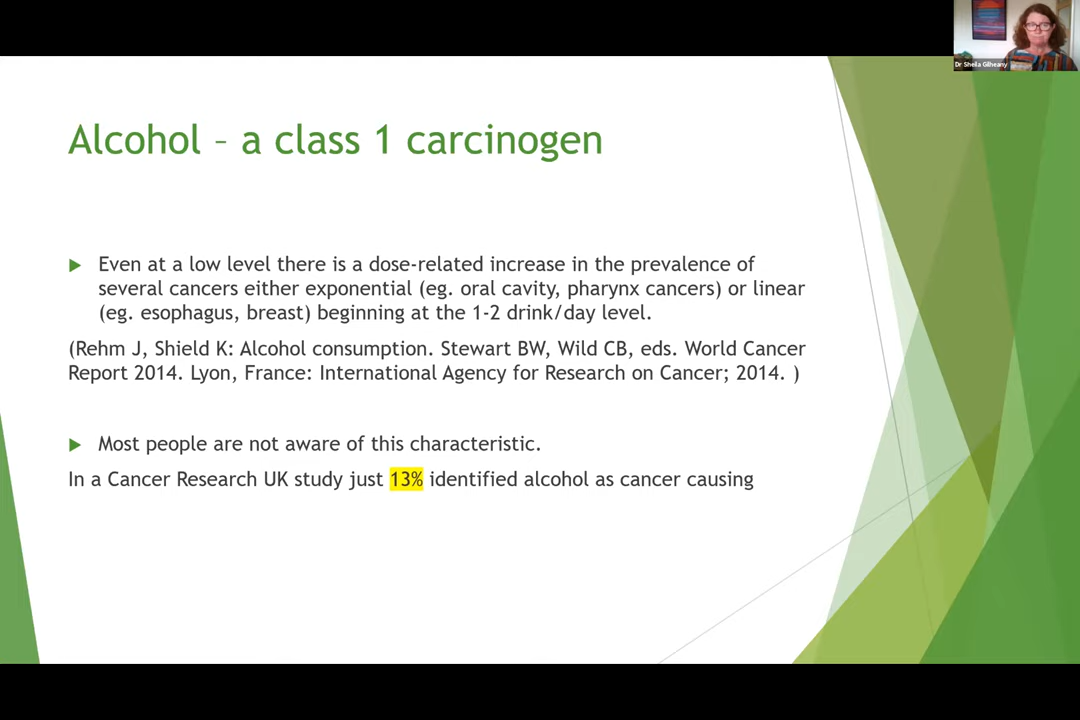 Dr Sheila Gilheany
Alcohol – a class 1 carcinogen
Even at a low level there is a dose-related increase in the prevalence of
several cancers either exponential (eg. oral cavity, pharynx cancers) or linear
(eg. esophagus, breast) beginning at the 1-2 drink/day level.
(Rehm J, Shield K: Alcohol consumption. Stewart BW, Wild CB, eds. World Cancer
Report 2014. Lyon, France: International Agency for Research on Cancer; 2014. )
Most people are not aware of this characteristic.
In a Cancer Research UK study just 13% identified alcohol as cancer causing